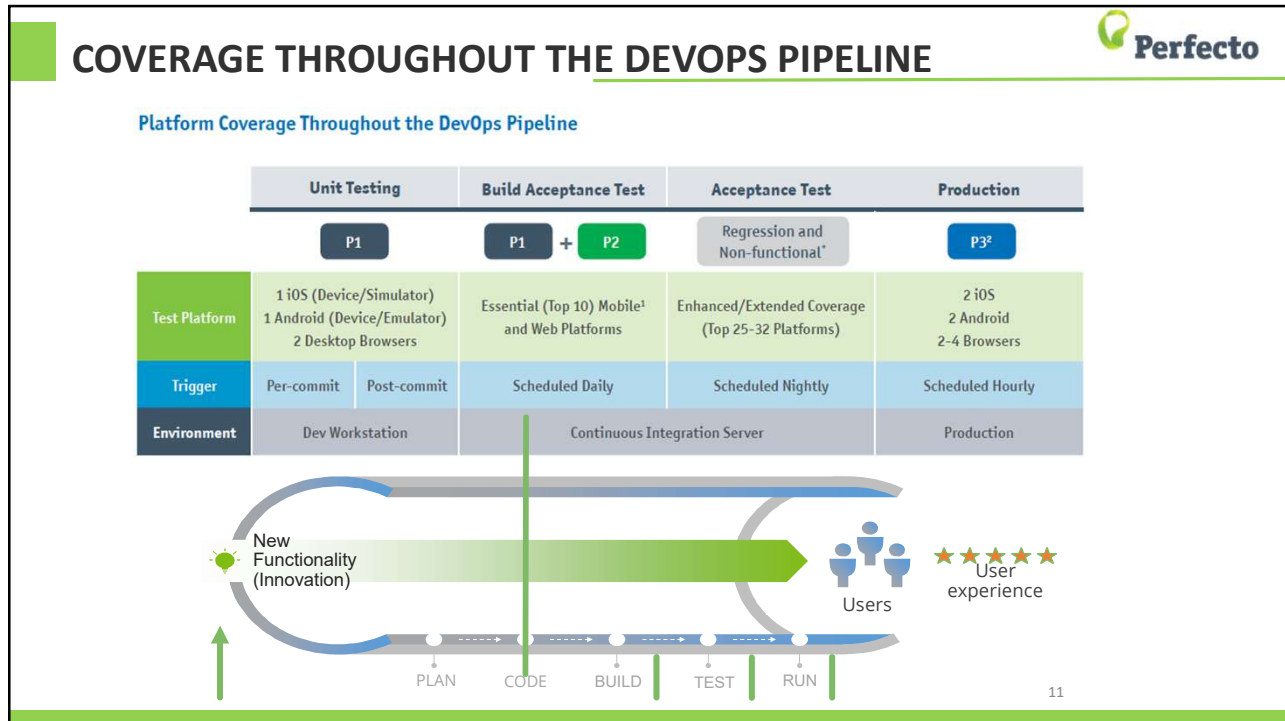 COVERAGE THROUGHOUT THE DEVOPS PIPELINE
Perfecto
Platform Coverage Throughout the DevOps Pipeline
Unit Testing
Build Acceptance Test
Acceptance Test
Production
P1
P1 + P2
Regression and
Non-functional*
P3²
Test Platform
1 iOS (Device/Simulator)
1 Android (Device/Emulator)
2 Desktop Browsers
Essential (Top 10) Mobile¹
and Web Platforms
Enhanced/Extended Coverage
(Top 25-32 Platforms)
2 iOS
2 Android
2-4 Browsers
Trigger
Per-commit
Post-commit
Scheduled Daily
Scheduled Nightly
Scheduled Hourly
Environment
Dev Workstation
Continuous Integration Server
Production
New
Functionality
(Innovation)
Users
User
experience
PLAN
CODE
BUILD
TEST
RUN
11